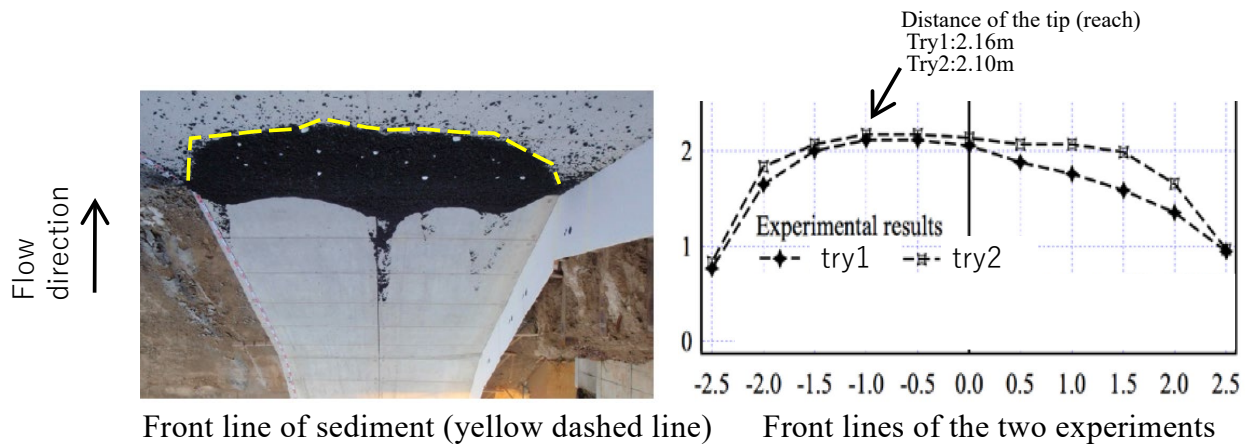 Distance of the tip (reach)
Try1:2.16m
Try2:2.10m
Flow
direction
2
1
0
Experimental results
try1 try2
-2.5 -2.0 -1.5 -1.0 -0.5 0.0 0.5 1.0 1.5 2.0 2.5
Front line of sediment (yellow dashed line)
Front lines of the two experiments